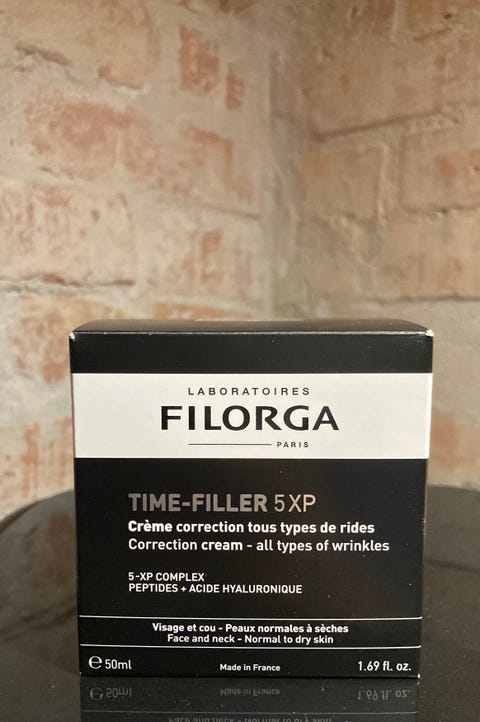 LABORATOIRES
FILORGA
PARIS
TIME-FILLER 5XP
Crème correction tous types de rides
Correction cream - all types of wrinkles
5-XP COMPLEX
PEPTIDES + ACIDE HYALURONIQUE
Visage et cou - Peaux normales à sèches
Face and neck - Normal to dry skin
℮ 50ml Made in France 1.69 fl. oz.